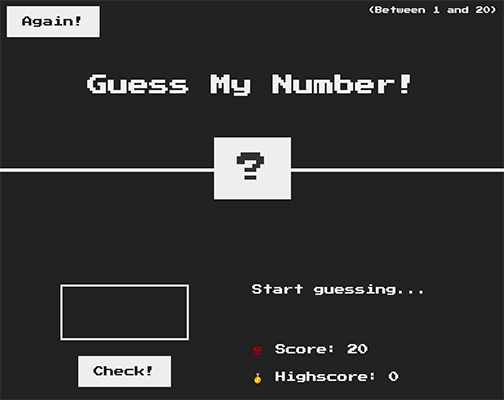 Again!
(Between 1 and 20)
Guess My Number!
?
Start guessing...
Check!
💯 Score: 20
🥇 Highscore: 0